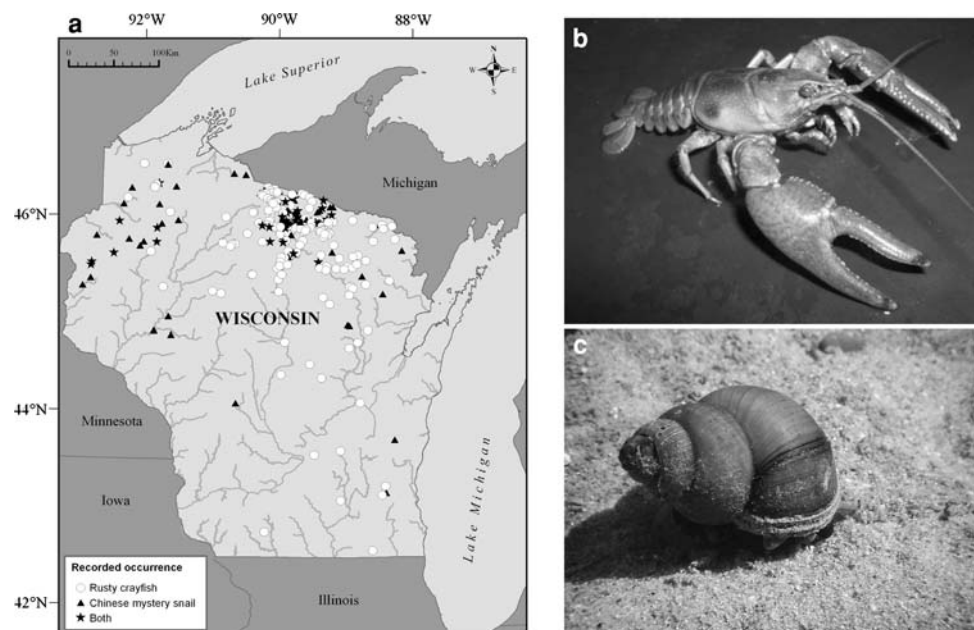 a
92°W 90°W 88°W
0 50 100Km
N
W E
S
Lake Superior
Michigan
46°N
WISCONSIN
44°N
Minnesota
Iowa
Lake Michigan
Illinois
42°N
Recorded occurrence
Rusty crayfish
Chinese mystery snail
Both
b
c